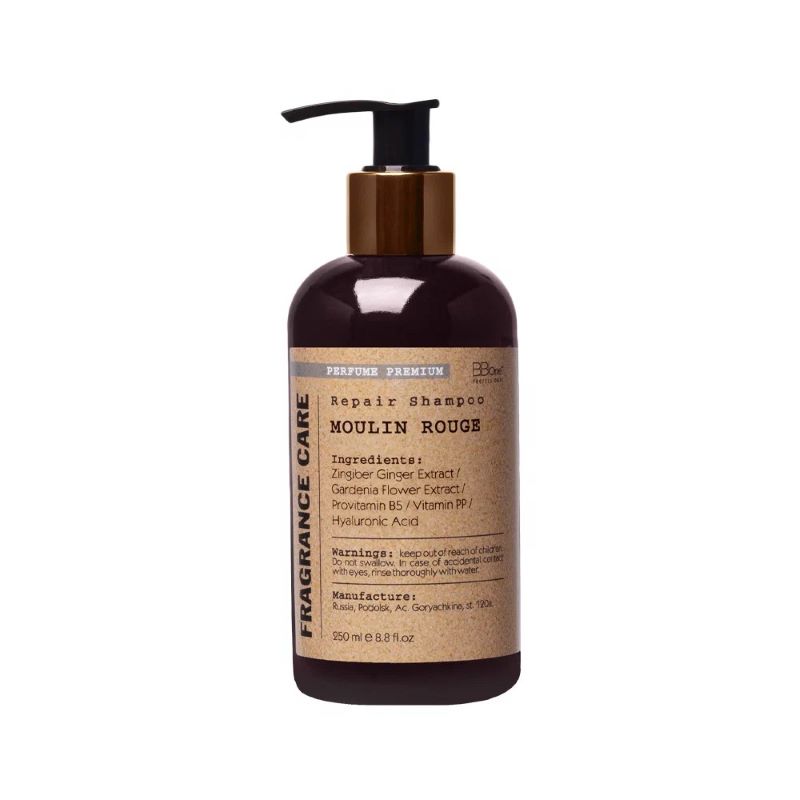 PERFUME PREMIUM
BBone
PROFESSIONAL
Repair Shampoo
MOULIN ROUGE
FRAGRANCE CARE
Ingredients:
Zingiber Ginger Extract /
Gardenia Flower Extract /
Provitamin B5 / Vitamin PP /
Hyaluronic Acid
Warnings: keep out of reach of children.
Do not swallow. In case of accidental contact
with eyes, rinse thoroughly with water.
Manufacture:
Russia, Podolsk, Ac. Goryachkina, st. 120a.
250 ml e 8.8 fl.oz